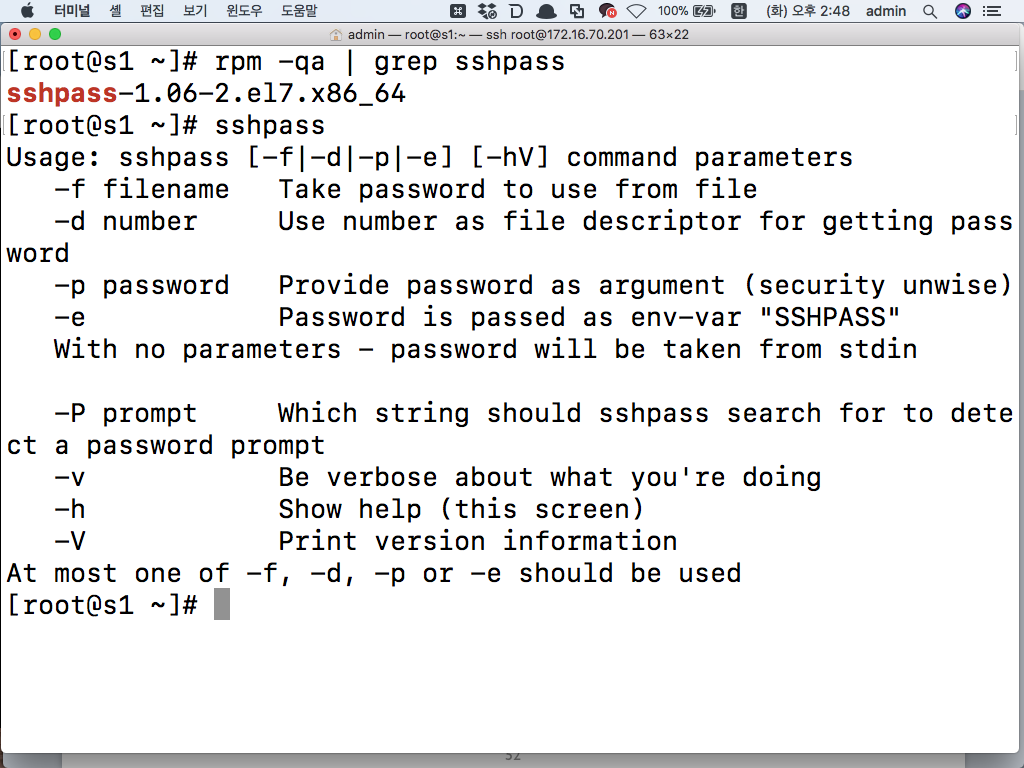 터미널 셸 편집 보기 윈도우 도움말 100% 한 (화) 오후 2:48 admin
admin — root@s1:~ — ssh root@172.16.70.201 — 63×22
[root@s1 ~]# rpm -qa | grep sshpass
sshpass-1.06-2.el7.x86_64
[root@s1 ~]# sshpass
Usage: sshpass [-f|-d|-p|-e] [-hV] command parameters
   -f filename   Take password to use from file
   -d number     Use number as file descriptor for getting pass
word
   -p password   Provide password as argument (security unwise)
   -e            Password is passed as env-var "SSHPASS"
   With no parameters - password will be taken from stdin

   -P prompt     Which string should sshpass search for to dete
ct a password prompt
   -v            Be verbose about what you're doing
   -h            Show help (this screen)
   -V            Print version information
At most one of -f, -d, -p or -e should be used
[root@s1 ~]#
52